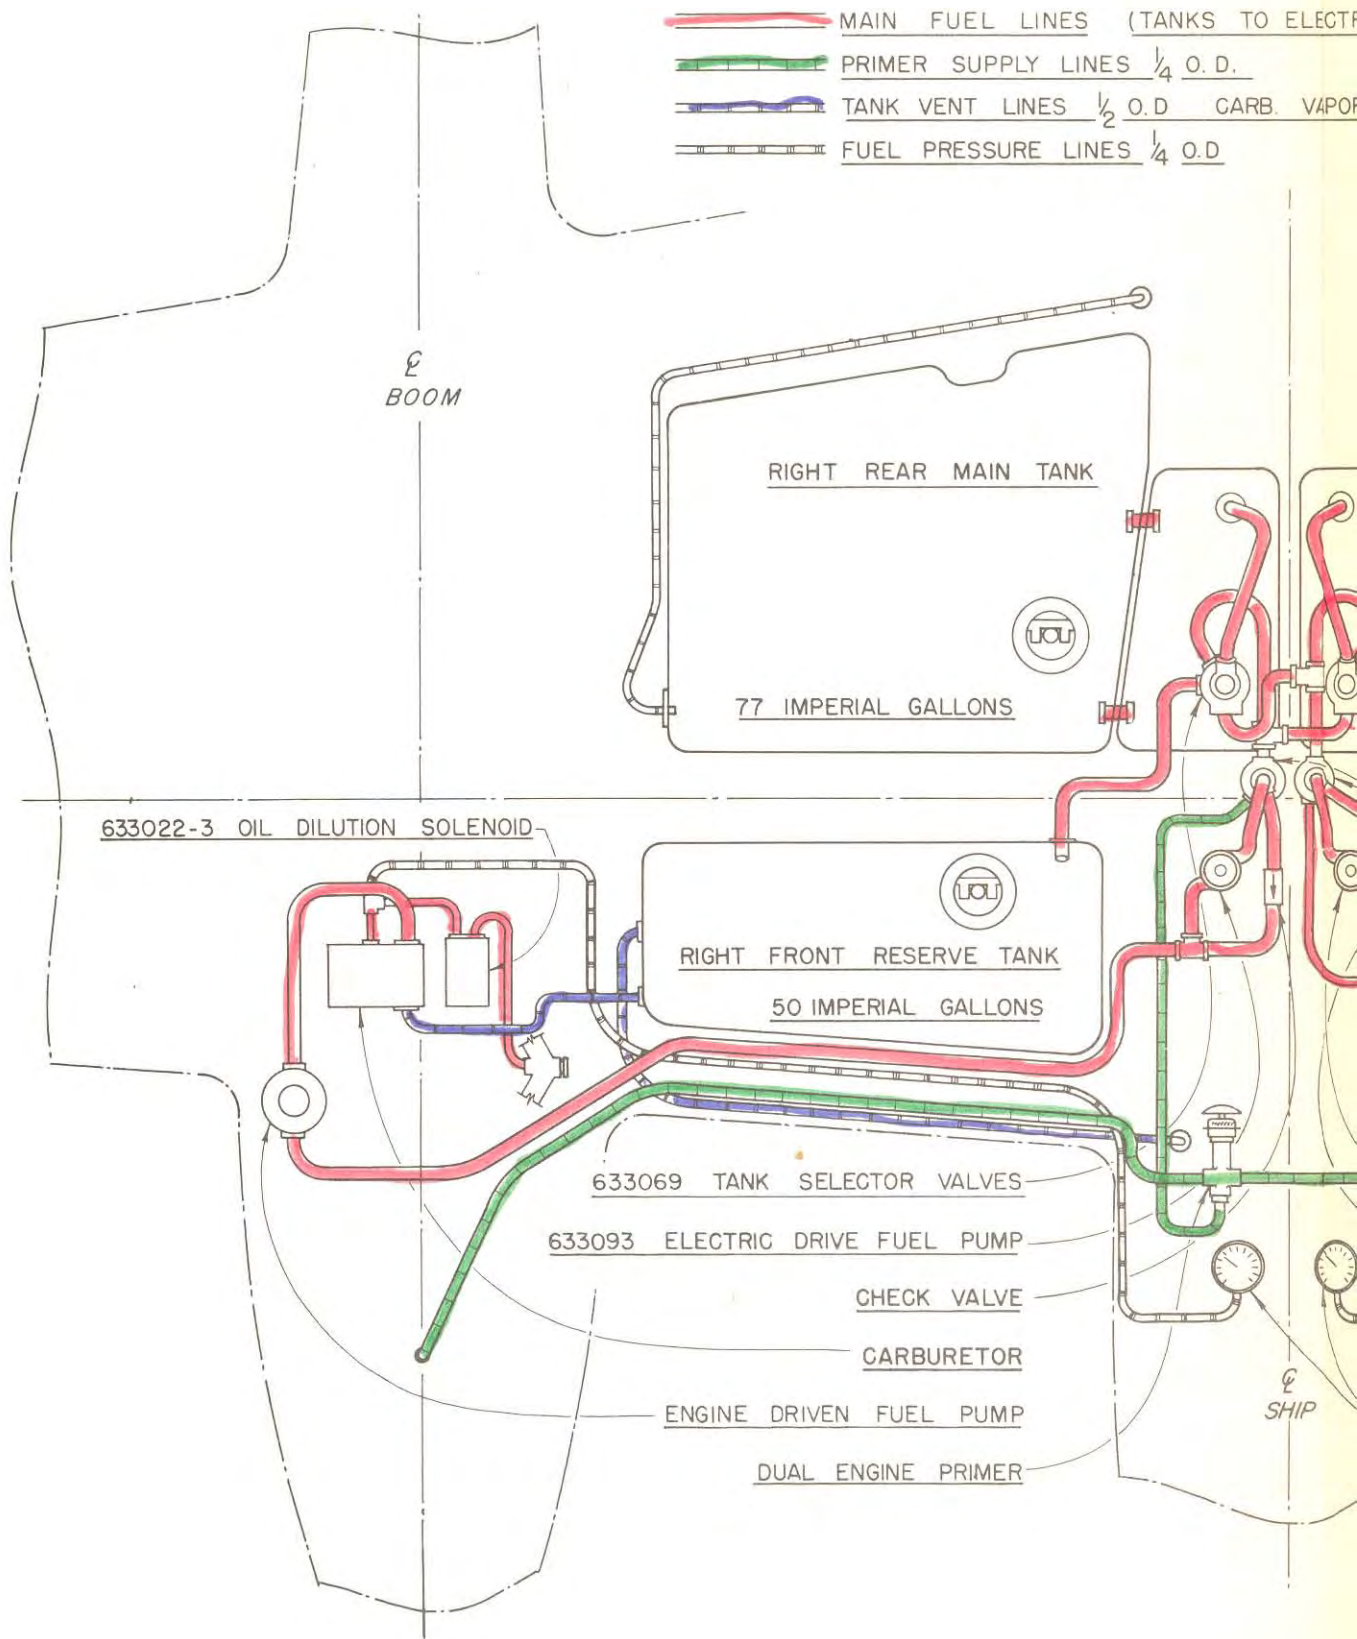 MAIN FUEL LINES (TANKS TO ELECTR
PRIMER SUPPLY LINES 1/4 O.D.
TANK VENT LINES 1/2 O.D CARB. VAPOR
FUEL PRESSURE LINES 1/4 O.D
℄
BOOM
RIGHT REAR MAIN TANK
77 IMPERIAL GALLONS
633022-3 OIL DILUTION SOLENOID
RIGHT FRONT RESERVE TANK
50 IMPERIAL GALLONS
633069 TANK SELECTOR VALVES
633093 ELECTRIC DRIVE FUEL PUMP
CHECK VALVE
CARBURETOR
℄
SHIP
ENGINE DRIVEN FUEL PUMP
DUAL ENGINE PRIMER